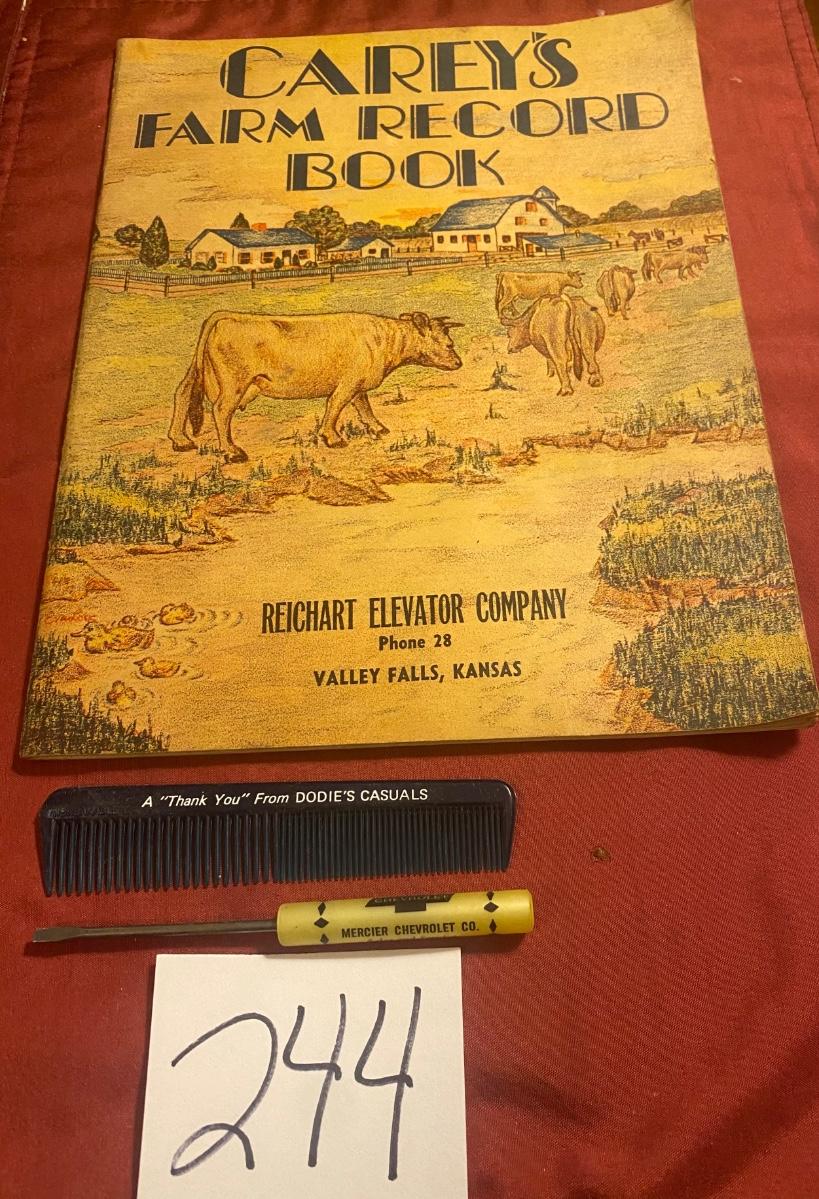 CAREY'S
FARM RECORD
BOOK
REICHART ELEVATOR COMPANY
Phone 28
VALLEY FALLS, KANSAS
A "Thank You" From DODIE'S CASUALS
CHEVROLET
MERCIER CHEVROLET CO.
244